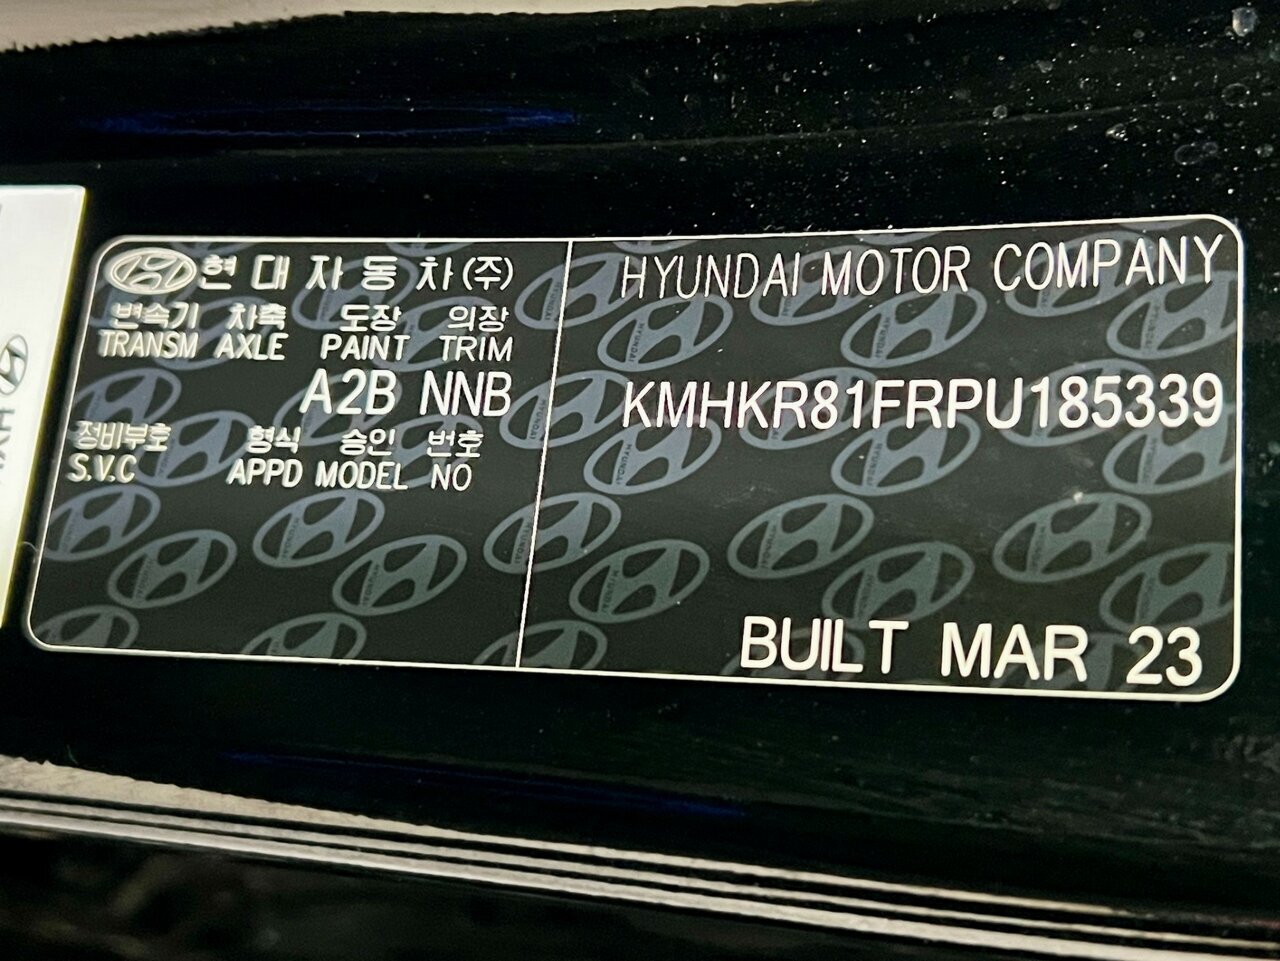 현대자동차(주)
변속기 차축 도장 의장
TRANSM AXLE PAINT TRIM
A2B NNB
정비부호 형식 승인 번호
S.V.C APPD MODEL NO
HYUNDAI MOTOR COMPANY
KMHKR81FRPU185339
BUILT MAR 23